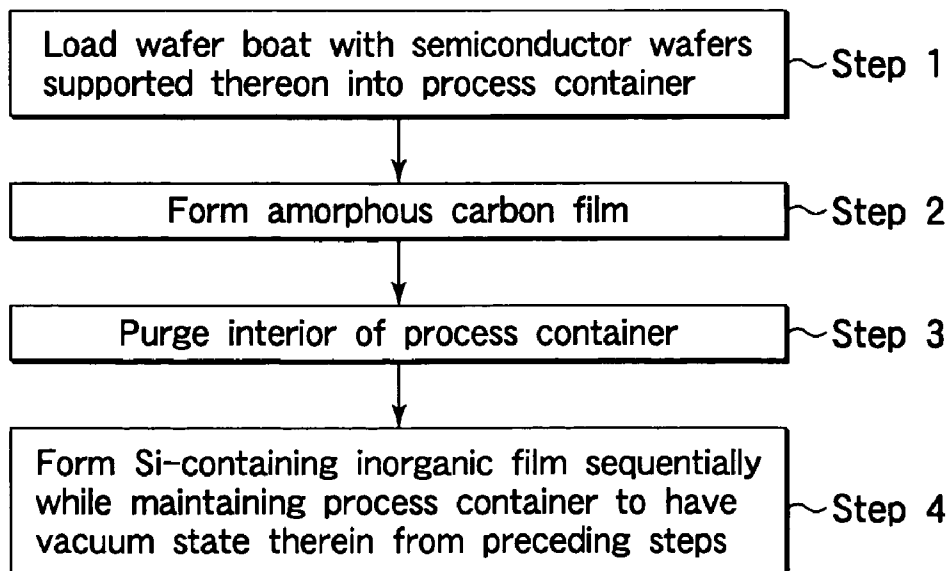 Load wafer boat with semiconductor wafers
supported thereon into process container
Step 1
Form amorphous carbon film
Step 2
Purge interior of process container
Step 3
Form Si-containing inorganic film sequentially
while maintaining process container to have
vacuum state therein from preceding steps
Step 4